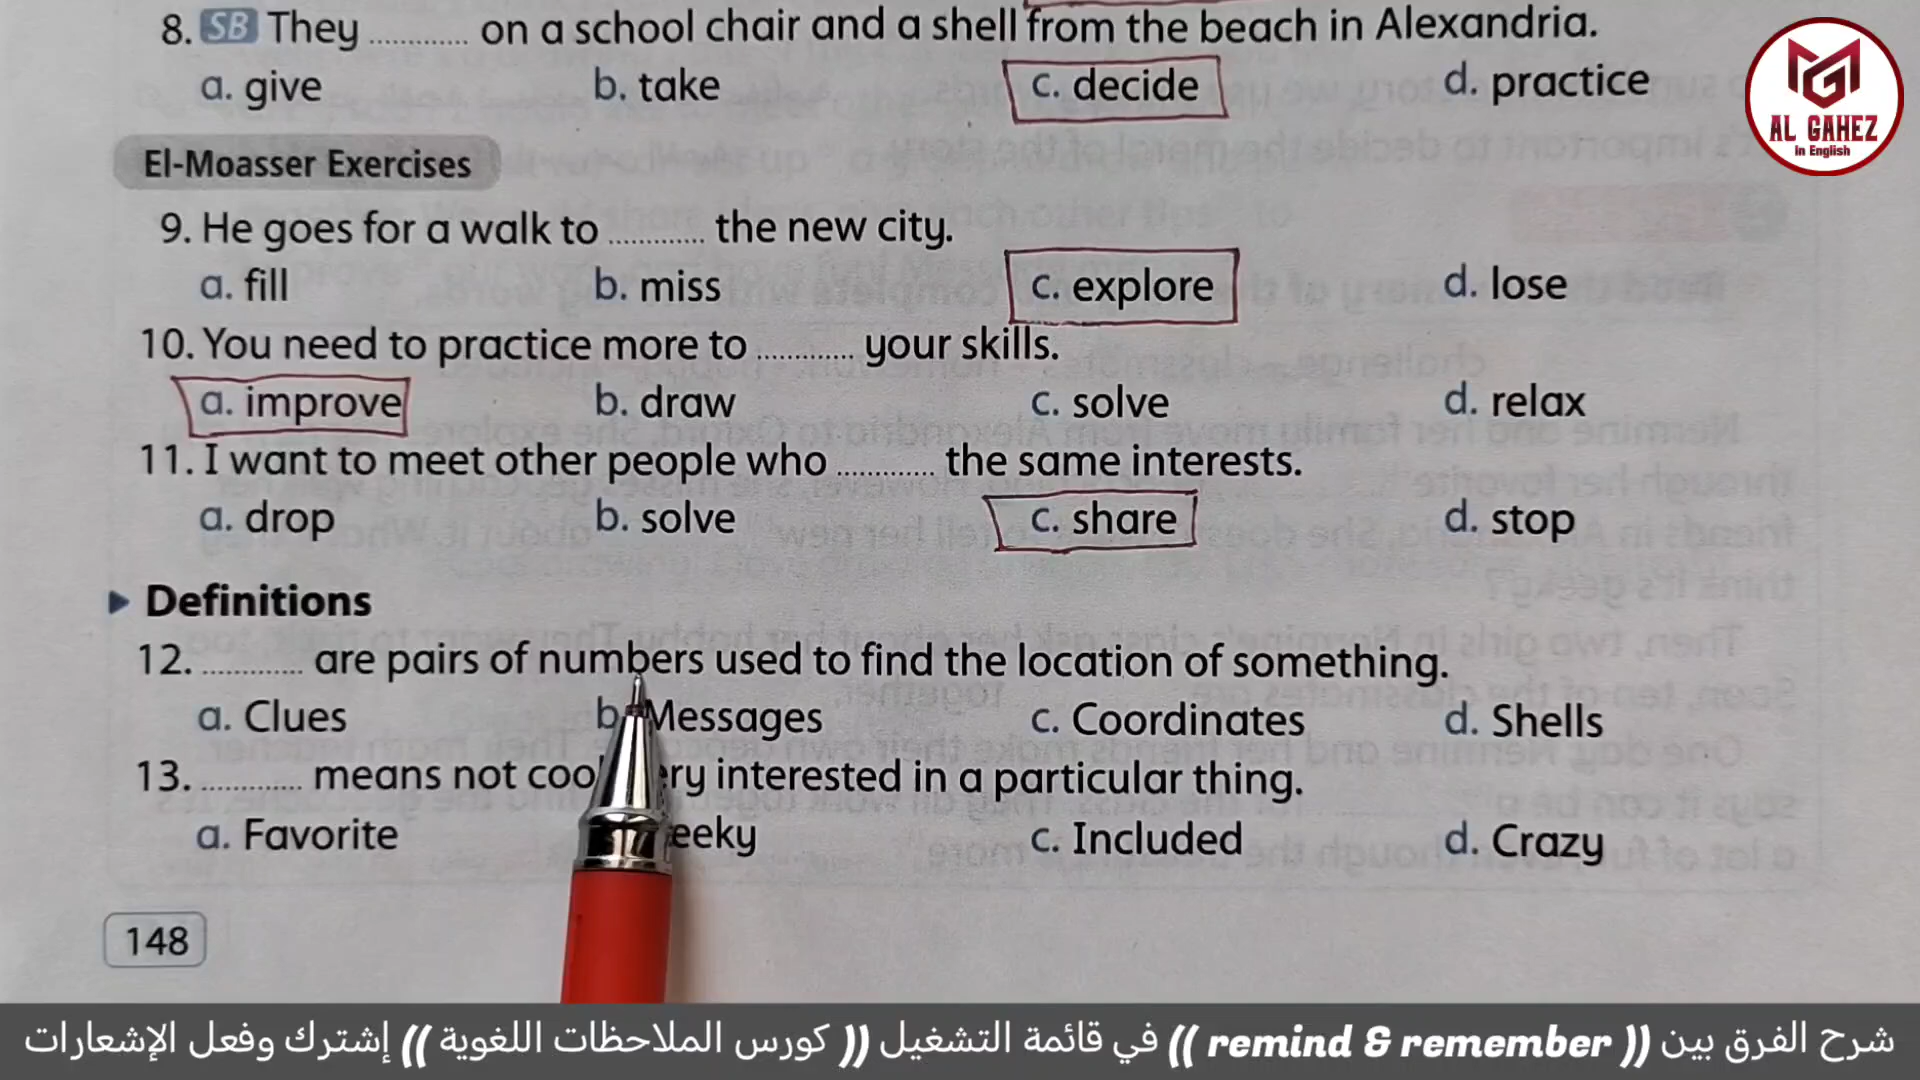 8. SB They ............ on a school chair and a shell from the beach in Alexandria.
a. give b. take c. decide d. practice
AL GAHEZ
in English
El-Moasser Exercises
9. He goes for a walk to ............ the new city.
a. fill b. miss c. explore d. lose
10. You need to practice more to ............ your skills.
a. improve b. draw c. solve d. relax
11. I want to meet other people who ............ the same interests.
a. drop b. solve c. share d. stop
Definitions
12. ............ are pairs of numbers used to find the location of something.
a. Clues b. Messages c. Coordinates d. Shells
13. ............ means not cool interested in a particular thing.
a. Favorite c. Included d. Crazy
148
شرح الفرق بين (( remind & remember )) في قائمة التشغيل (( كورس الملاحظات اللغوية )) إشترك وفعل الإشعارات